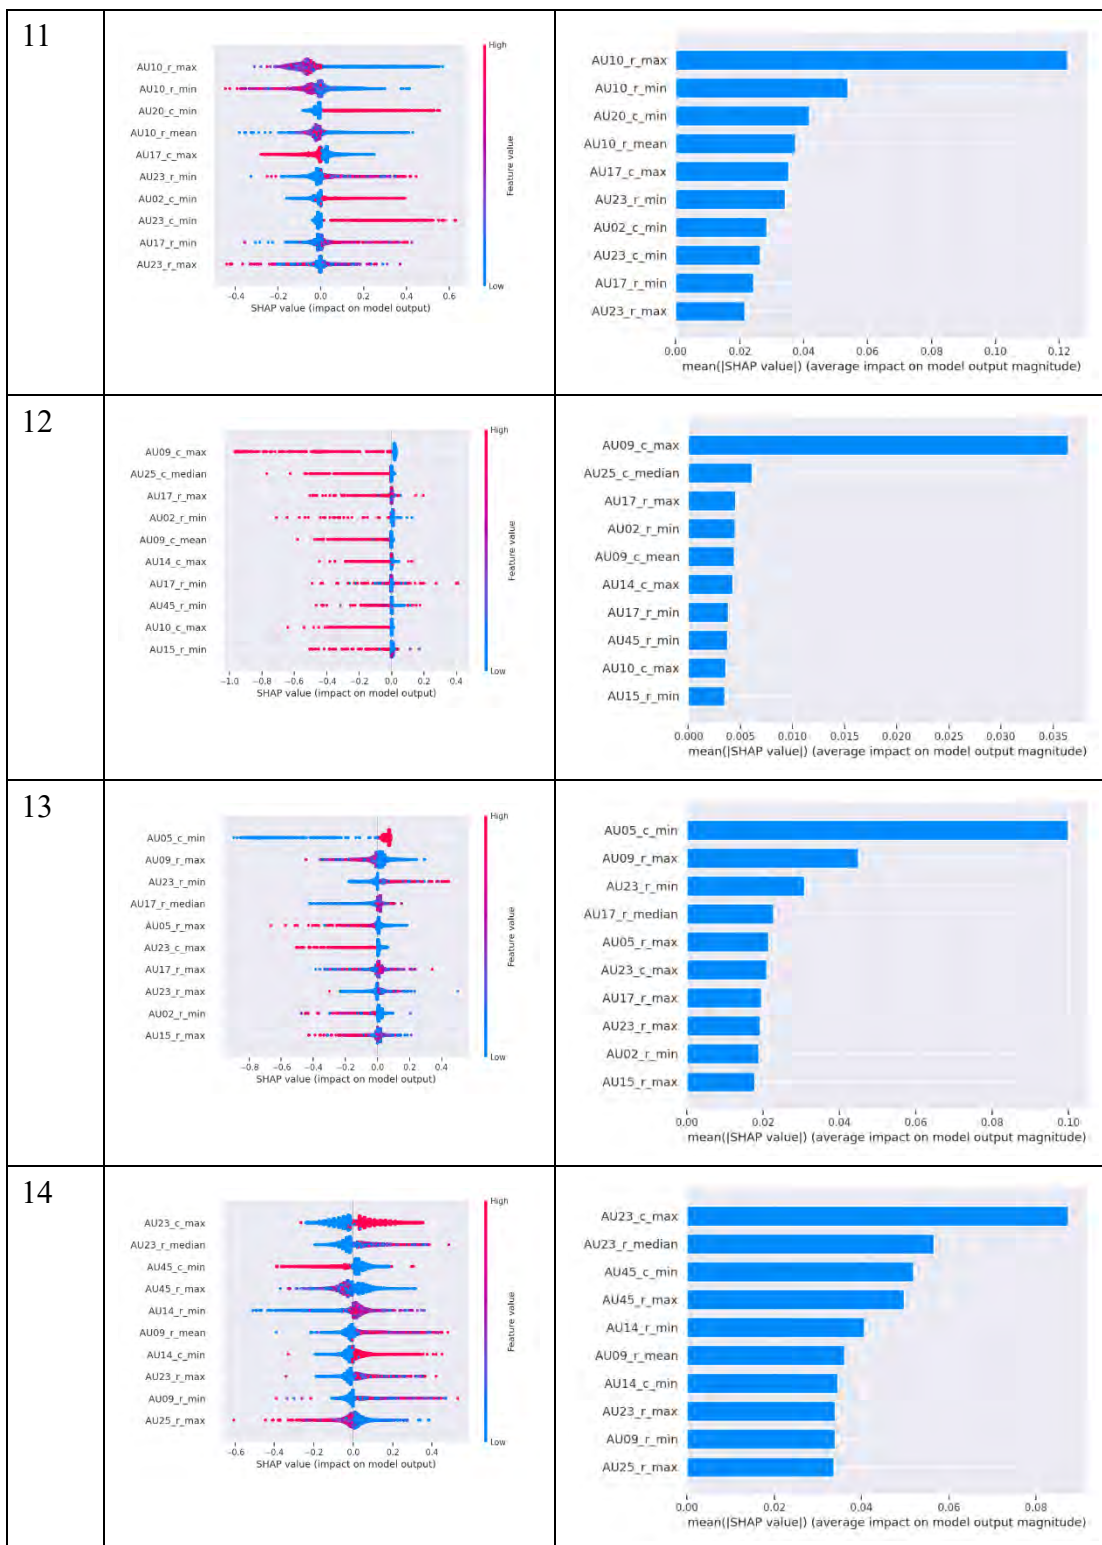 11
High
AU10_r_max
AU10_r_min
AU20_c_min
AU10_r_mean
AU17_c_max
AU23_r_min
AU02_c_min
AU23_c_min
AU17_r_min
AU23_r_max
Feature value
Low
−0.4 −0.2 0.0 0.2 0.4 0.6
SHAP value (impact on model output)
AU10_r_max
AU10_r_min
AU20_c_min
AU10_r_mean
AU17_c_max
AU23_r_min
AU02_c_min
AU23_c_min
AU17_r_min
AU23_r_max
0.00 0.02 0.04 0.06 0.08 0.10 0.12
mean(|SHAP value|) (average impact on model output magnitude)
12
High
AU09_c_max
AU25_c_median
AU17_r_max
AU02_r_min
AU09_c_mean
AU14_c_max
AU17_r_min
AU45_r_min
AU10_c_max
AU15_r_min
Feature value
Low
−1.0 −0.8 −0.6 −0.4 −0.2 0.0 0.2 0.4
SHAP value (impact on model output)
AU09_c_max
AU25_c_median
AU17_r_max
AU02_r_min
AU09_c_mean
AU14_c_max
AU17_r_min
AU45_r_min
AU10_c_max
AU15_r_min
0.000 0.005 0.010 0.015 0.020 0.025 0.030 0.035
mean(|SHAP value|) (average impact on model output magnitude)
13
High
AU05_c_min
AU09_r_max
AU23_r_min
AU17_r_median
AU05_r_max
AU23_c_max
AU17_r_max
AU23_r_max
AU02_r_min
AU15_r_max
Feature value
Low
−0.8 −0.6 −0.4 −0.2 0.0 0.2 0.4
SHAP value (impact on model output)
AU05_c_min
AU09_r_max
AU23_r_min
AU17_r_median
AU05_r_max
AU23_c_max
AU17_r_max
AU23_r_max
AU02_r_min
AU15_r_max
0.00 0.02 0.04 0.06 0.08 0.10
mean(|SHAP value|) (average impact on model output magnitude)
14
High
AU23_c_max
AU23_r_median
AU45_c_min
AU45_r_max
AU14_r_min
AU09_r_mean
AU14_c_min
AU23_r_max
AU09_r_min
AU25_r_max
Feature value
Low
−0.6 −0.4 −0.2 0.0 0.2 0.4
SHAP value (impact on model output)
AU23_c_max
AU23_r_median
AU45_c_min
AU45_r_max
AU14_r_min
AU09_r_mean
AU14_c_min
AU23_r_max
AU09_r_min
AU25_r_max
0.00 0.02 0.04 0.06 0.08
mean(|SHAP value|) (average impact on model output magnitude)